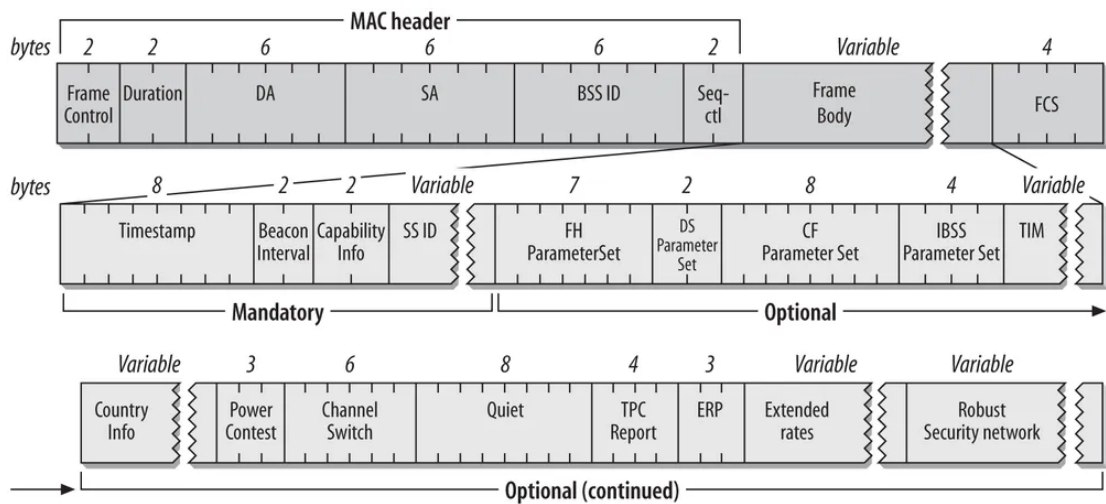 MAC header
bytes 2 2 6 6 6 2 Variable 4
Frame
Control
Duration
DA
SA
BSS ID
Seq-
ctl
Frame
Body
FCS
bytes 8 2 2 Variable 7 2 8 4 Variable
Timestamp
Beacon
Interval
Capability
Info
SS ID
FH
ParameterSet
DS
Parameter
Set
CF
Parameter Set
IBSS
Parameter Set
TIM
Mandatory
Optional
Variable 3 6 8 4 3 Variable Variable
Country
Info
Power
Contest
Channel
Switch
Quiet
TPC
Report
ERP
Extended
rates
Robust
Security network
Optional (continued)